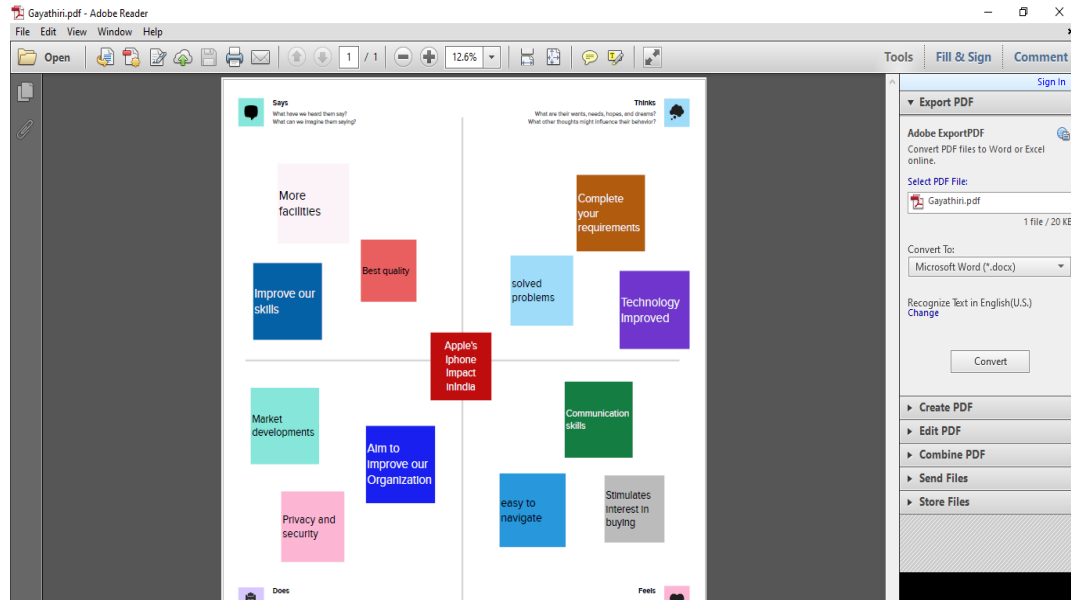 Gayathiri.pdf - Adobe Reader
File Edit View Window Help
Open
1 / 1
12.6%
Tools Fill & Sign Comment
Sign In
Says
What have we heard them say?
What can we imagine them saying?
Thinks
What are their wants, needs, hopes, and dreams?
What other thoughts might influence their behavior?
More
facilities
Best quality
Improve our
skills
Complete
your
requirements
solved
problems
Technology
Improved
Apple's
Iphone
Impact
inIndia
Market
developments
Aim to
improve our
Organization
Privacy and
security
Communication
skills
easy to
navigate
Stimulates
interest in
buying
Does
Feels
Export PDF
Adobe ExportPDF
Convert PDF files to Word or Excel
online.
Select PDF File:
Gayathiri.pdf
1 file / 20 KB
Convert To:
Microsoft Word (*.docx)
Recognize Text in English(U.S.)
Change
Convert
Create PDF
Edit PDF
Combine PDF
Send Files
Store Files